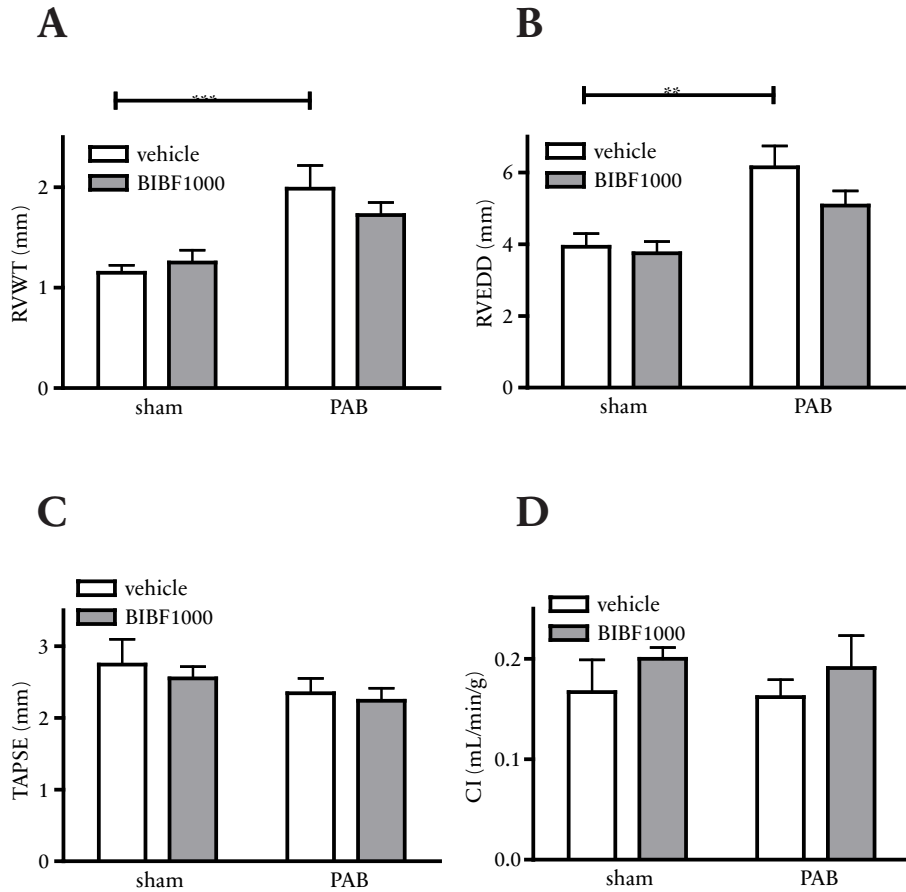 A
***
vehicle
BIBF1000
RVWT (mm)
2
1
0
sham
PAB
B
**
vehicle
BIBF1000
RVEDD (mm)
6
4
2
0
sham
PAB
C
vehicle
BIBF1000
TAPSE (mm)
3
2
1
0
sham
PAB
D
vehicle
BIBF1000
CI (mL/min/g)
0.2
0.1
0.0
sham
PAB